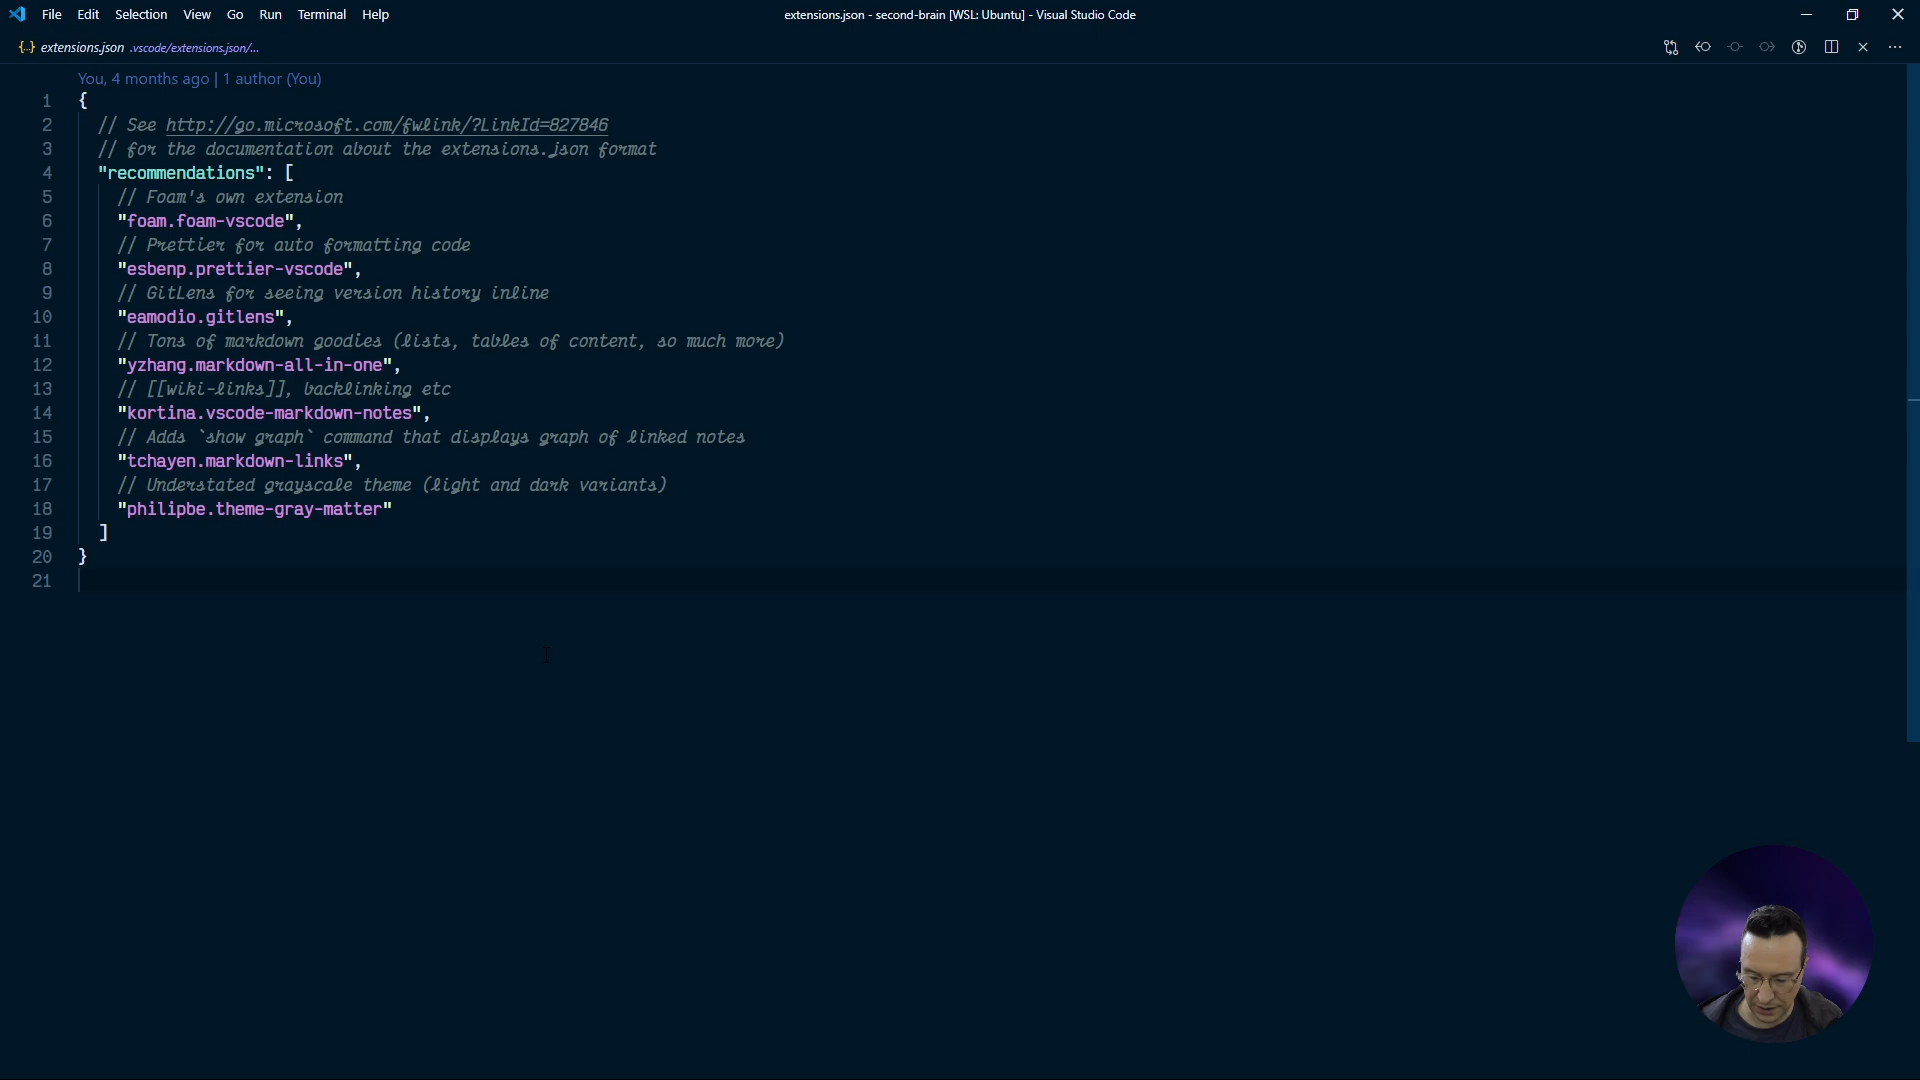 File Edit Selection View Go Run Terminal Help
extensions.json - second-brain [WSL: Ubuntu] - Visual Studio Code
{..} extensions.json .vscode/extensions.json/...
You, 4 months ago | 1 author (You)
1 {
2 // See http://go.microsoft.com/fwlink/?LinkId=827846
3 // for the documentation about the extensions.json format
4 "recommendations": [
5 // Foam's own extension
6 "foam.foam-vscode",
7 // Prettier for auto formatting code
8 "esbenp.prettier-vscode",
9 // GitLens for seeing version history inline
10 "eamodio.gitlens",
11 // Tons of markdown goodies (lists, tables of content, so much more)
12 "yzhang.markdown-all-in-one",
13 // [[wiki-links]], backlinking etc
14 "kortina.vscode-markdown-notes",
15 // Adds `show graph` command that displays graph of linked notes
16 "tchayen.markdown-links",
17 // Understated grayscale theme (light and dark variants)
18 "philipbe.theme-gray-matter"
19 ]
20 }
21